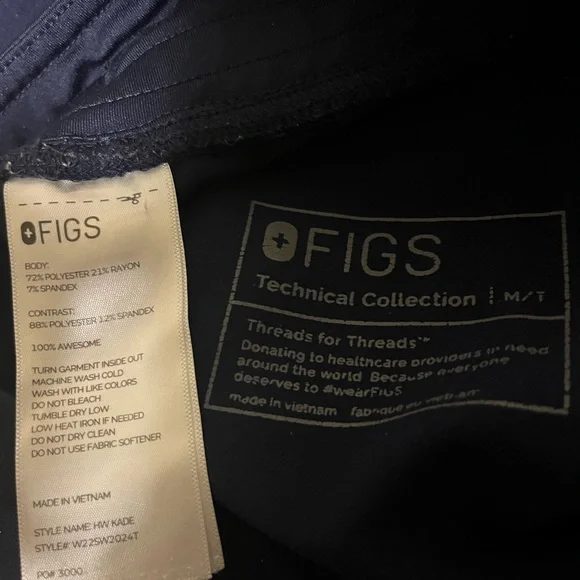 FIGS
BODY:
72% POLYESTER 21% RAYON
7% SPANDEX
CONTRAST:
88% POLYESTER 12% SPANDEX
100% AWESOME
TURN GARMENT INSIDE OUT
MACHINE WASH COLD
WASH WITH LIKE COLORS
DO NOT BLEACH
TUMBLE DRY LOW
LOW HEAT IRON IF NEEDED
DO NOT DRY CLEAN
DO NOT USE FABRIC SOFTENER
MADE IN VIETNAM
STYLE NAME: HW KADE
STYLE#: W22SW2024T
PO# 3000
FIGS
Technical Collection M/T
Threads for Threads™
Donating to healthcare providers in need
around the world. Because everyone
deserves to #wearFIGS
made in vietnam fabriqué au vietnam